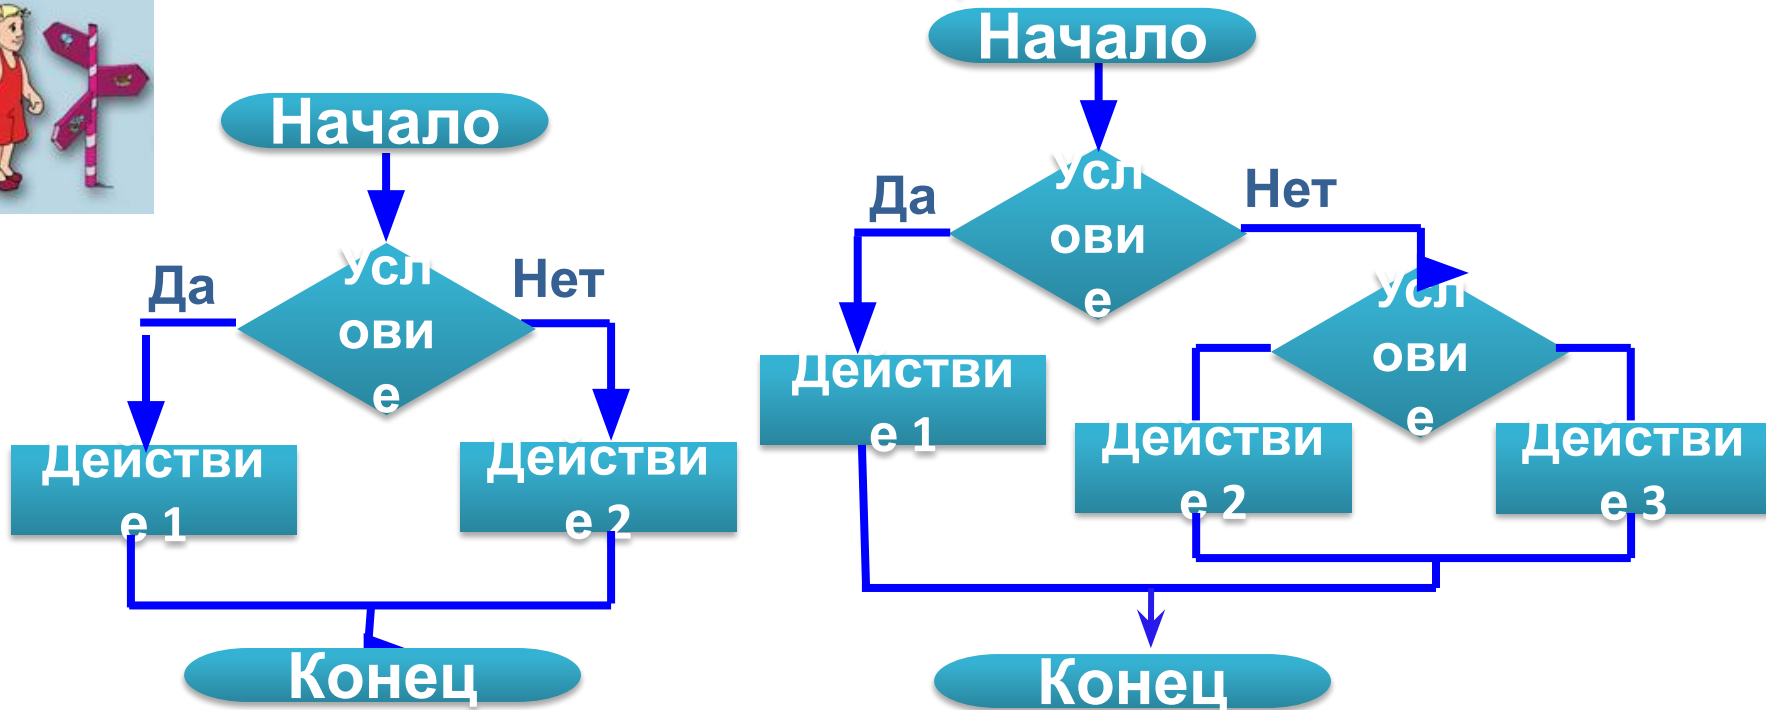 Начало
Да
Усл
ови
е
Нет
Действи
е 1
Действи
е 2
Конец
Начало
Да
Усл
ови
е
Нет
Усл
ови
е
Действи
е 1
Действи
е 2
Действи
е 3
Конец